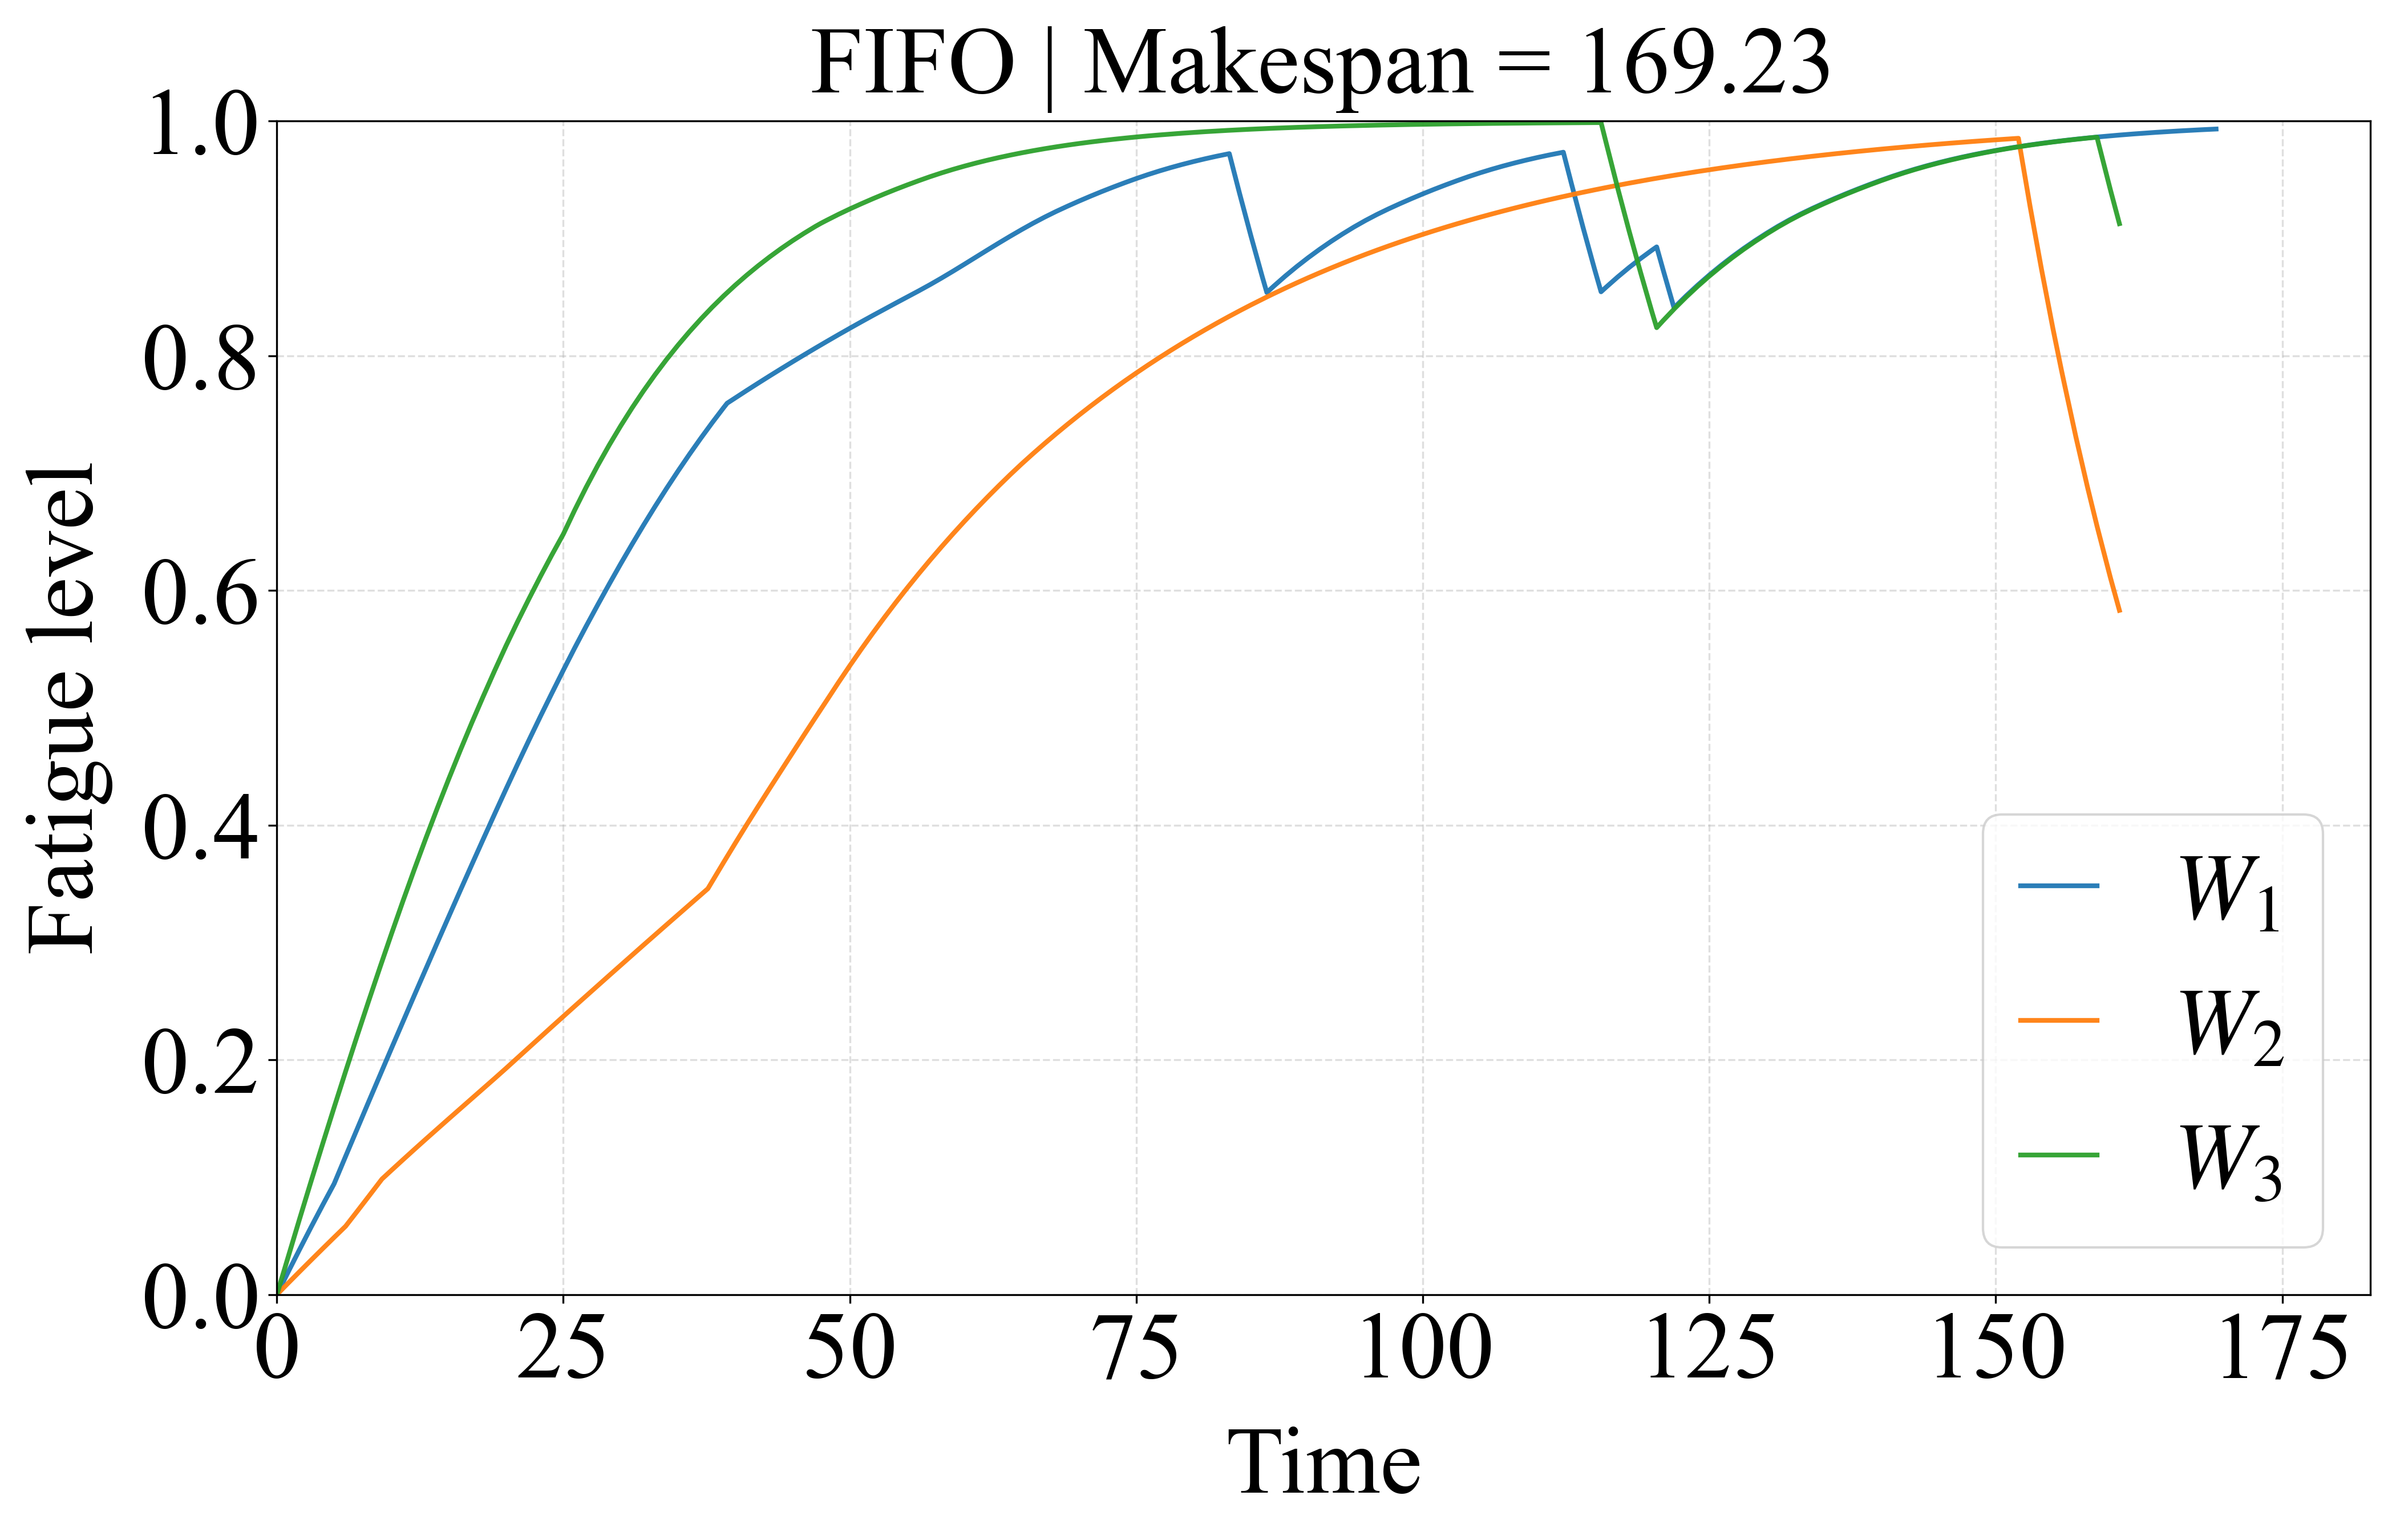 FIFO | Makespan = 169.23
1.0
0.8
0.6
0.4
0.2
0.0
Fatigue level
W1
W2
W3
0 25 50 75 100 125 150 175
Time